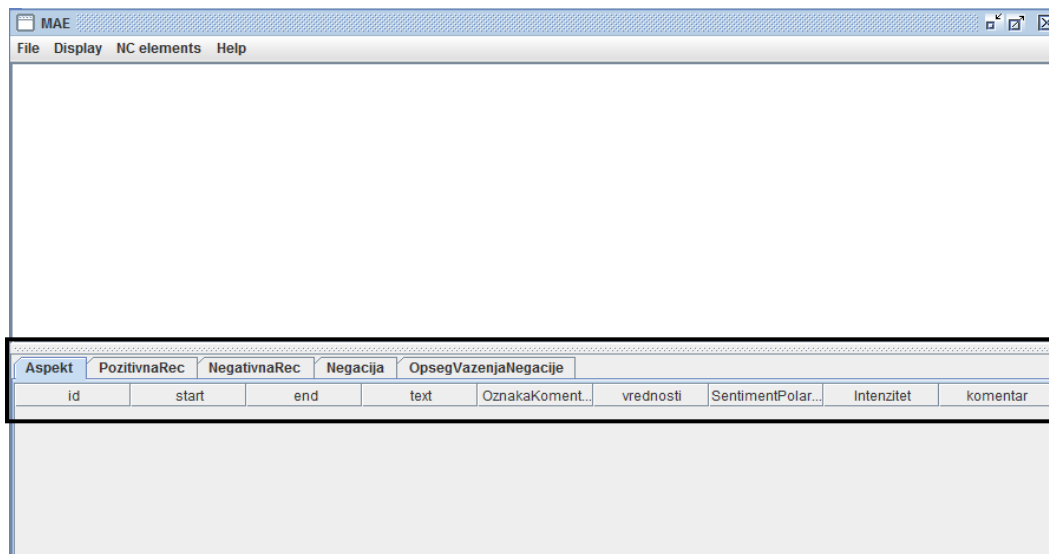 MAE
File Display NC elements Help
Aspekt PozitivnaRec NegativnaRec Negacija OpsegVazenjaNegacije
id start end text OznakaKoment... vrednosti SentimentPolar... Intenzitet komentar